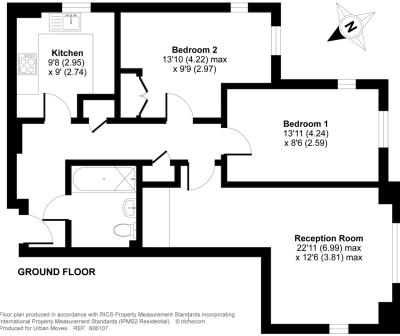 Kitchen
9'8 (2.95)
x 9' (2.74)
Bedroom 2
13'10 (4.22) max
x 9'9 (2.97)
N
Bedroom 1
13'11 (4.24)
x 8'6 (2.59)
Reception Room
22'11 (6.99) max
x 12'6 (3.81) max
GROUND FLOOR
Floor plan produced in accordance with RICS Property Measurement Standards incorporating
International Property Measurement Standards (IPMS2 Residential). © nichecom
Produced for Urban Moves. REF: 606107